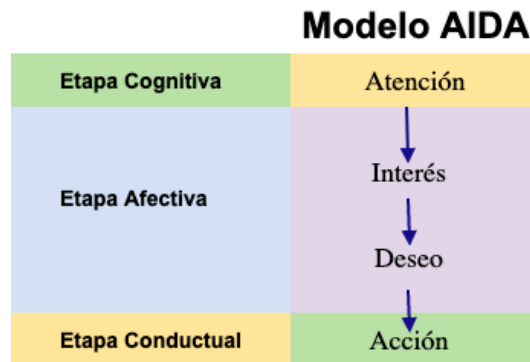 Modelo AIDA
Etapa Cognitiva
Atención
Etapa Afectiva
Interés
Deseo
Etapa Conductual
Acción